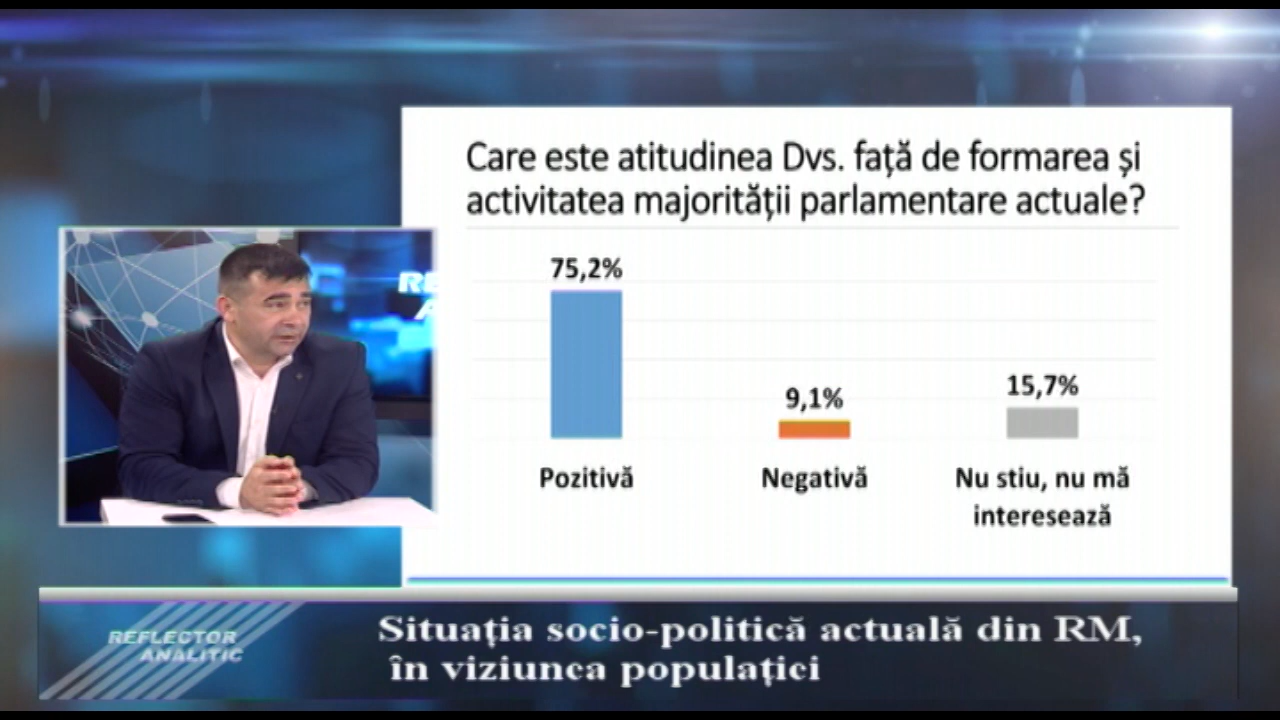 Care este atitudinea Dvs. față de formarea și
activitatea majorității parlamentare actuale?
75,2%
9,1%
15,7%
Pozitivă
Negativă
Nu stiu, nu mă
interesează
REFLECTOR
ANALITIC
Situația socio-politică actuală din RM,
în viziunea populației